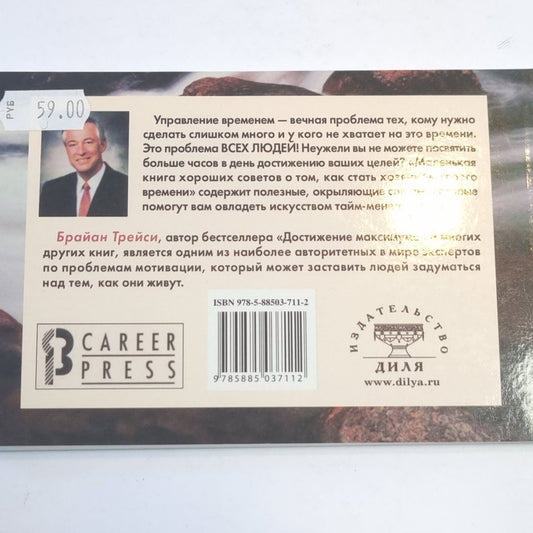 РУБ 59.00
Управление временем — вечная проблема тех, кому нужно
сделать слишком много и у кого не хватает на это времени.
Это проблема ВСЕХ ЛЮДЕЙ! Неужели вы не можете посвятить
больше часов в день достижению ваших целей? «Маленькая
книга хороших советов о том, как стать своего
времени» содержит полезные, окрыляющие
помогут вам овладеть искусством
Брайан Трейси, автор бестселлера «Достижение максимума» и многих
других книг, является одним из наиболее авторитетных в мире экспертов
по проблемам мотивации, который может заставить людей задуматься
над тем, как они живут.
CAREER
PRESS
ISBN 978-5-88503-711-2
9785885037112
ИЗДАТЕЛЬСТВО
ДИЛЯ
www.dilya.ru